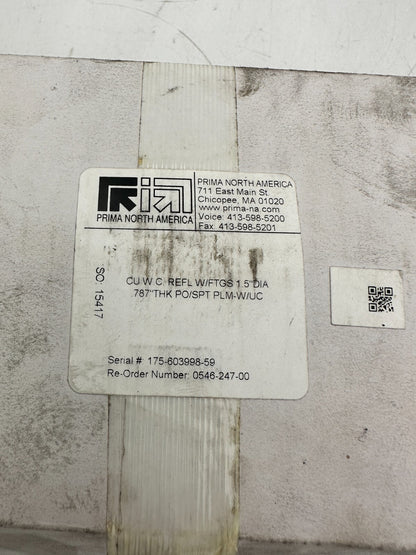 PRIMA NORTH AMERICA
PRIMA NORTH AMERICA
711 East Main St.
Chicopee, MA 01020
www.prima-na.com
Voice: 413-598-5200
Fax: 413-598-5201
SO: 15417
CU W.C. REFL W/FTGS 1.5"DIA
.787"THK PO/SPT PLM-W/UC
Serial # 175-603998-59
Re-Order Number: 0546-247-00